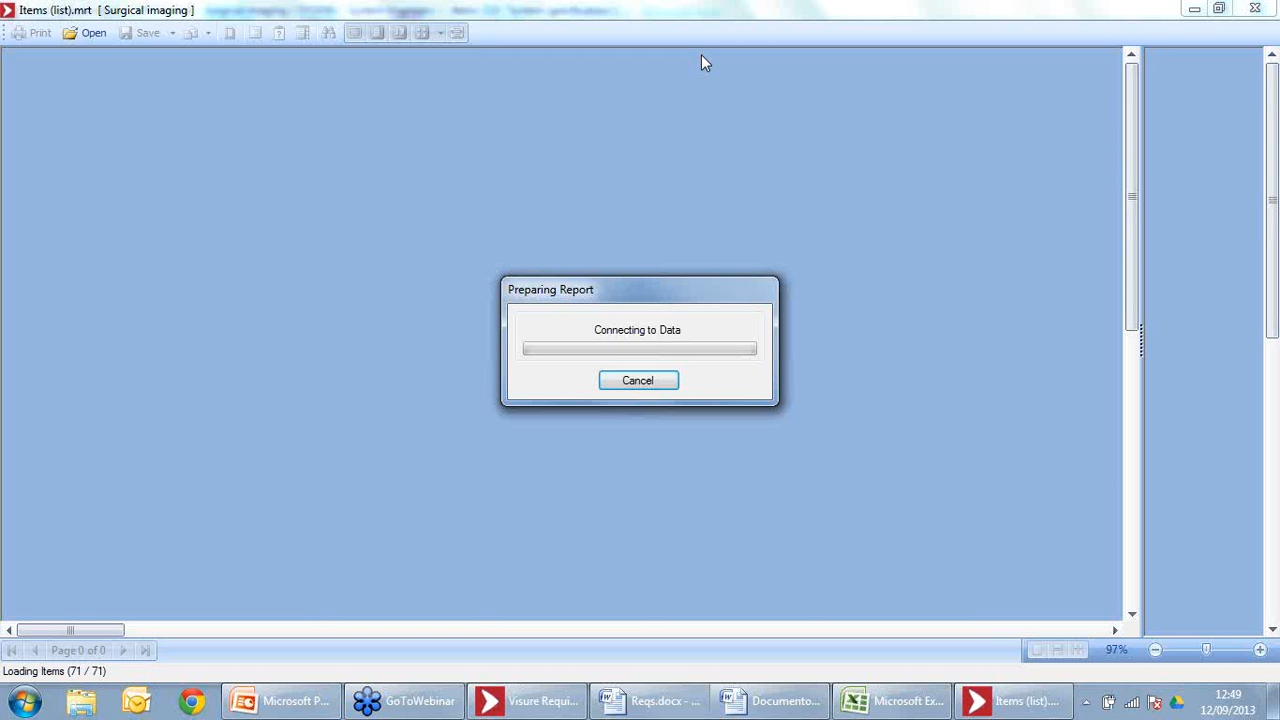 Items (list).mrt [ Surgical imaging ]
Print Open Save
Preparing Report
Connecting to Data
Cancel
Page 0 of 0
97%
Loading Items (71 / 71)
Microsoft P... GoToWebinar Visure Requi... Reqs.docx - ... Documento... Microsoft Ex... Items (list)....
12:49
12/09/2013